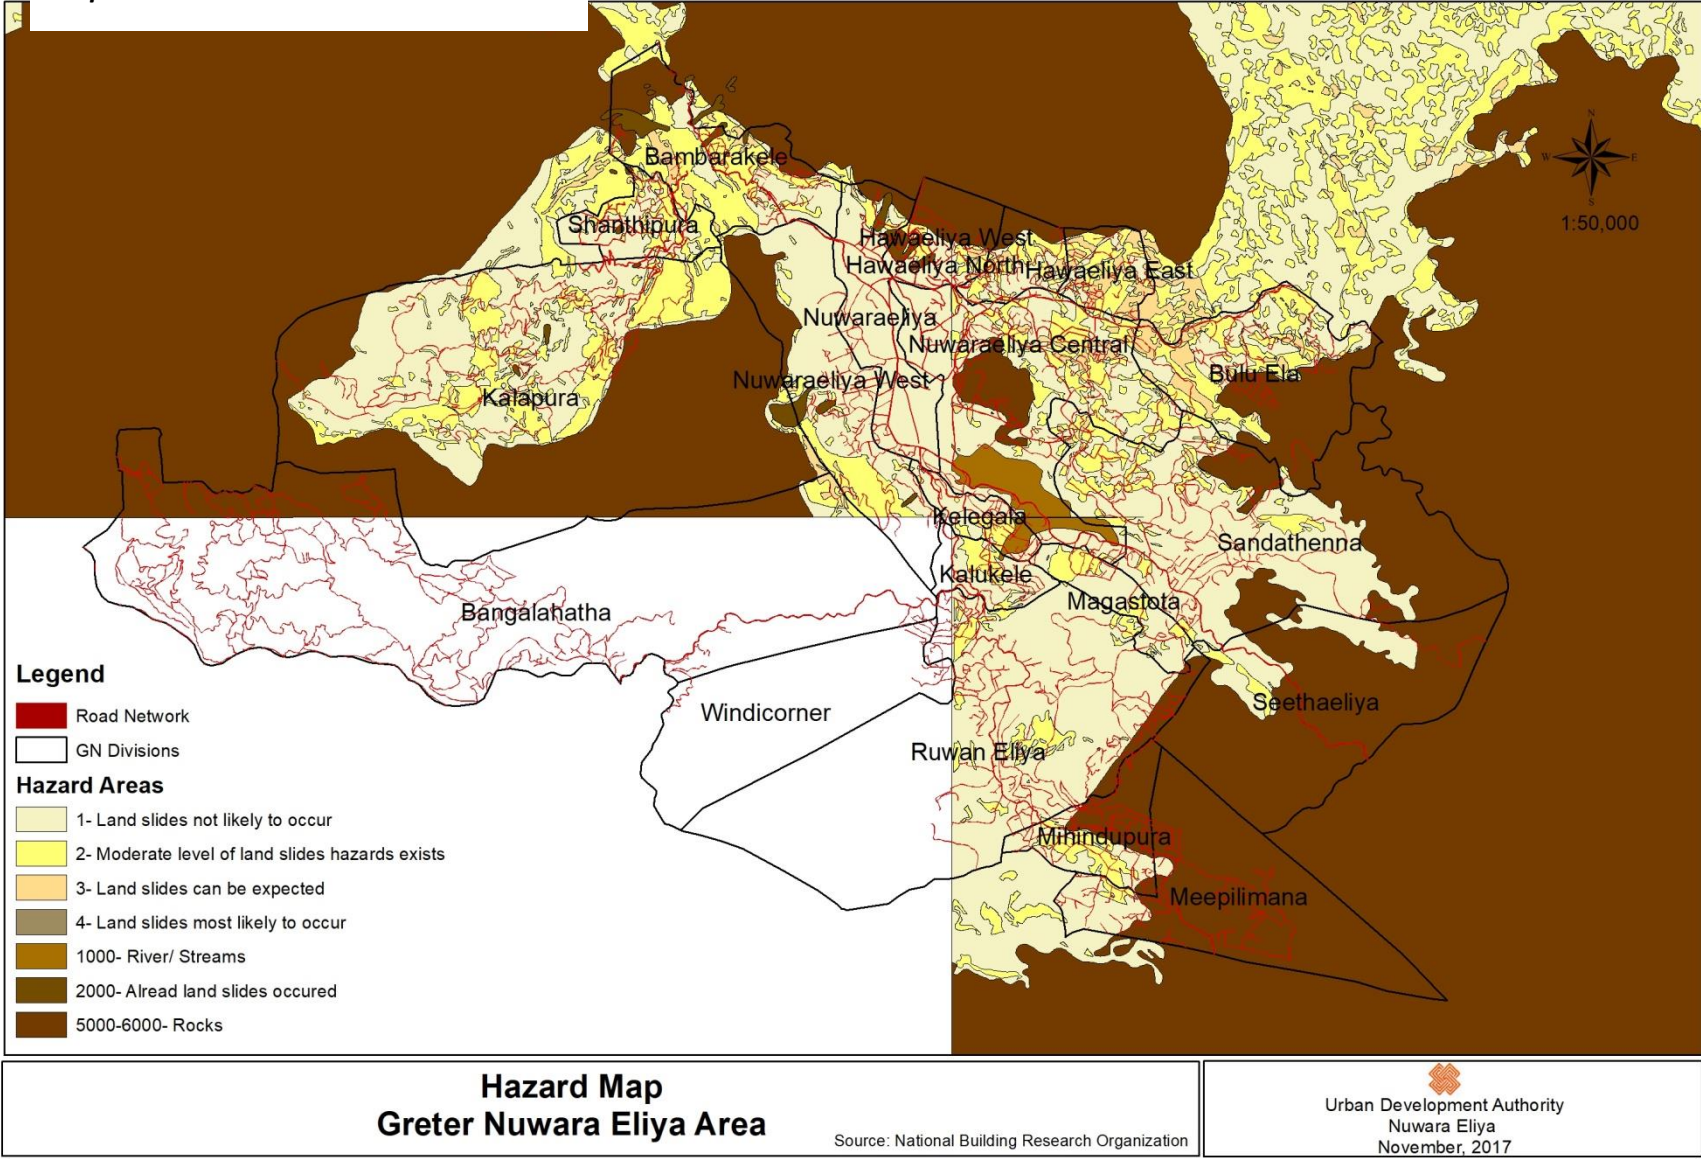 N
W
E
S
1:50,000
Bambarakele
Shanthipura
Hawaeliya West
Hawaeliya North
Hawaeliya East
Nuwaraeliya
Nuwaraeliya Central
Nuwaraeliya West
Bulu Ela
Kalapura
Kelegala
Sandathenna
Kalukele
Magastota
Bangalahatha
Seethaeliya
Windicorner
Ruwan Eliya
Mihindupura
Meepilimana
Legend
Road Network
GN Divisions
Hazard Areas
1- Land slides not likely to occur
2- Moderate level of land slides hazards exists
3- Land slides can be expected
4- Land slides most likely to occur
1000- River/ Streams
2000- Alread land slides occured
5000-6000- Rocks
Hazard Map
Greter Nuwara Eliya Area
Source: National Building Research Organization
Urban Development Authority
Nuwara Eliya
November, 2017